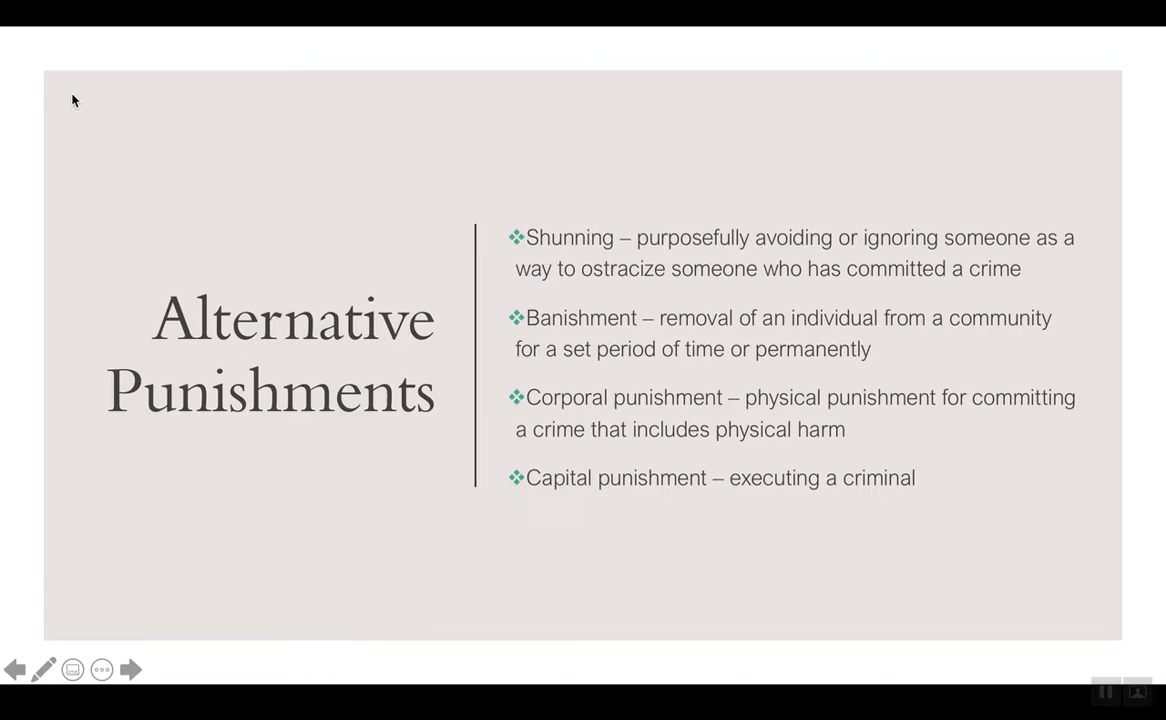 Alternative
Punishments
❖Shunning – purposefully avoiding or ignoring someone as a
way to ostracize someone who has committed a crime
❖Banishment – removal of an individual from a community
for a set period of time or permanently
❖Corporal punishment – physical punishment for committing
a crime that includes physical harm
❖Capital punishment – executing a criminal